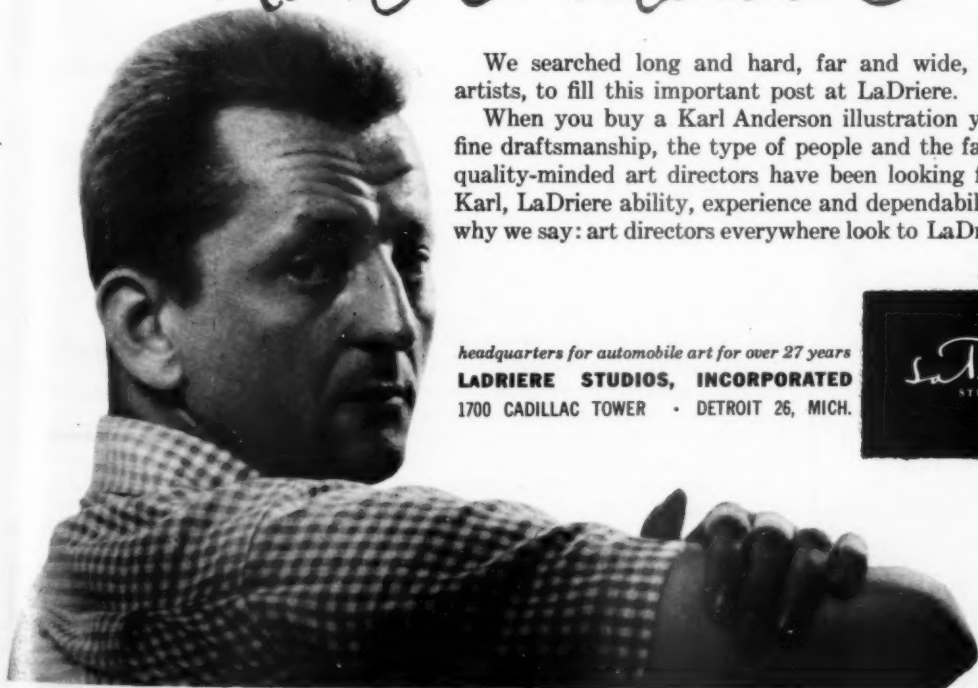 We searched long and hard, far and wide,
artists, to fill this important post at LaDriere.
When you buy a Karl Anderson illustration y
fine draftsmanship, the type of people and the fa
quality-minded art directors have been looking f
Karl, LaDriere ability, experience and dependabil
why we say: art directors everywhere look to LaDr
headquarters for automobile art for over 27 years
LADRIERE STUDIOS, INCORPORATED
1700 CADILLAC TOWER • DETROIT 26, MICH.